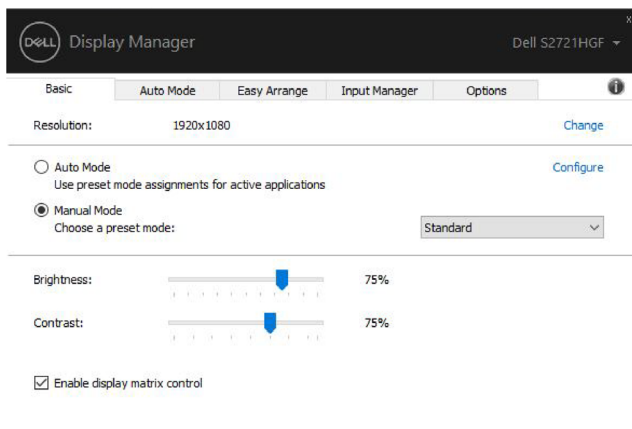 DELL Display Manager Dell S2721HGF
x
Basic Auto Mode Easy Arrange Input Manager Options i
Resolution: 1920x1080 Change
Auto Mode Configure
Use preset mode assignments for active applications
Manual Mode
Choose a preset mode: Standard
Brightness: 75%
Contrast: 75%
Enable display matrix control